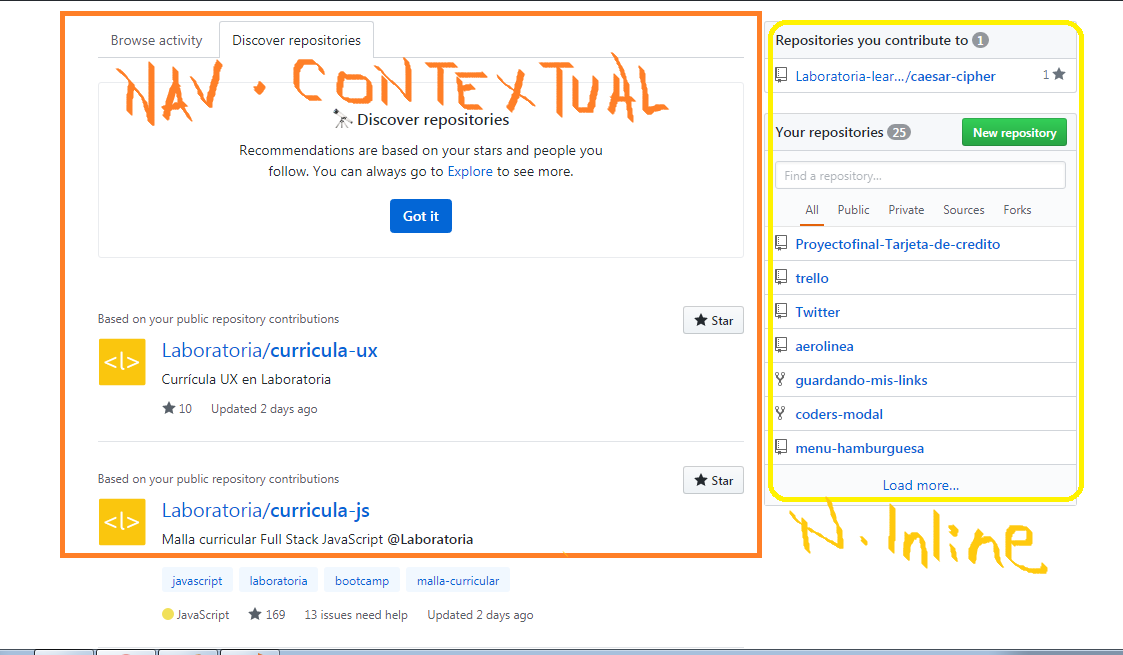 Browse activity
Discover repositories
NAV . CONTEXTUAL
Discover repositories
Recommendations are based on your stars and people you
follow. You can always go to Explore to see more.
Got it
Based on your public repository contributions
Star
Laboratoria/curricula-ux
Currícula UX en Laboratoria
10 Updated 2 days ago
Based on your public repository contributions
Star
Laboratoria/curricula-js
Malla curricular Full Stack JavaScript @Laboratoria
javascript laboratoria bootcamp malla-curricular
JavaScript 169 13 issues need help Updated 2 days ago
Repositories you contribute to 1
Laboratoria-lear.../caesar-cipher 1
Your repositories 25
New repository
Find a repository...
All Public Private Sources Forks
Proyectofinal-Tarjeta-de-credito
trello
Twitter
aerolinea
guardando-mis-links
coders-modal
menu-hamburguesa
Load more...
N. Inline